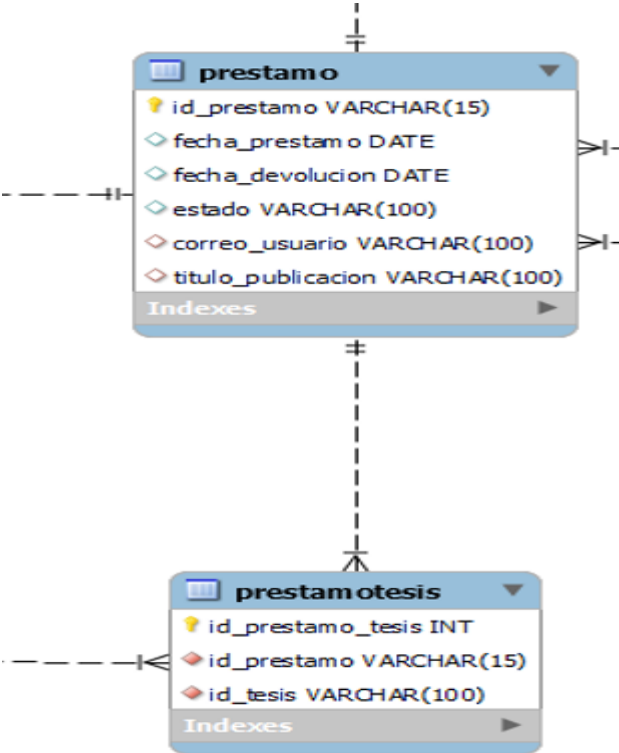 prestamo
id_prestamo VARCHAR(15)
fecha_prestamo DATE
fecha_devolucion DATE
estado VARCHAR(100)
correo_usuario VARCHAR(100)
titulo_publicacion VARCHAR(100)
Indexes
prestamotesis
id_prestamo_tesis INT
id_prestamo VARCHAR(15)
id_tesis VARCHAR(100)
Indexes